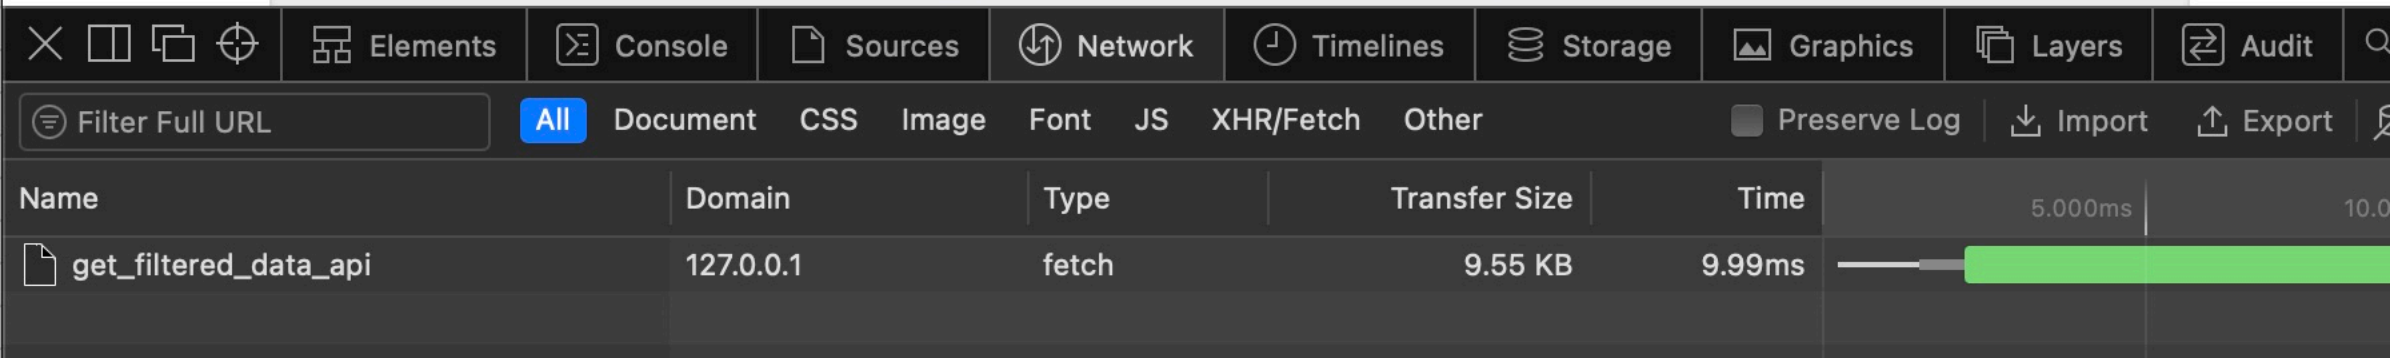 Elements Console Sources Network Timelines Storage Graphics Layers Audit
Filter Full URL All Document CSS Image Font JS XHR/Fetch Other Preserve Log Import Export
Name Domain Type Transfer Size Time 5.000ms 10.0
get_filtered_data_api 127.0.0.1 fetch 9.55 KB 9.99ms